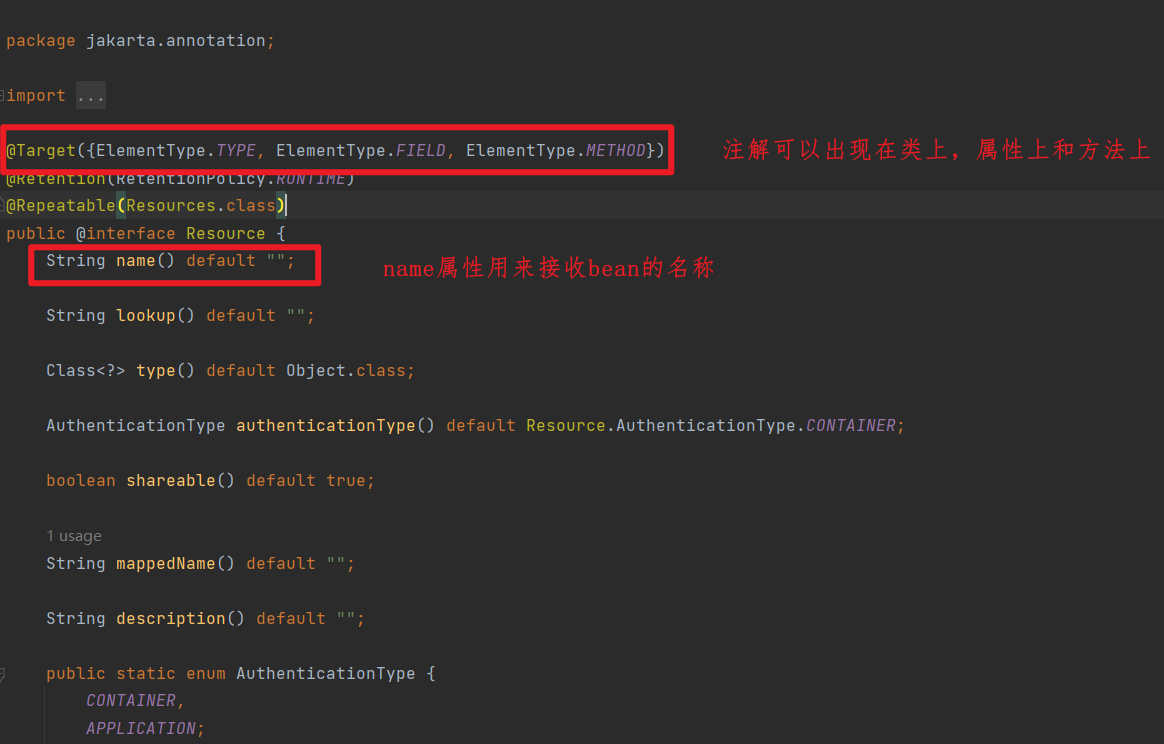 package jakarta.annotation;
import ...
@Target({ElementType.TYPE, ElementType.FIELD, ElementType.METHOD})
注解可以出现在类上，属性上和方法上
@Retention(RetentionPolicy.RUNTIME)
@Repeatable(Resources.class)
public @interface Resource {
String name() default "";
name属性用来接收bean的名称
String lookup() default "";
Class<?> type() default Object.class;
AuthenticationType authenticationType() default Resource.AuthenticationType.CONTAINER;
boolean shareable() default true;
1 usage
String mappedName() default "";
String description() default "";
public static enum AuthenticationType {
CONTAINER,
APPLICATION;